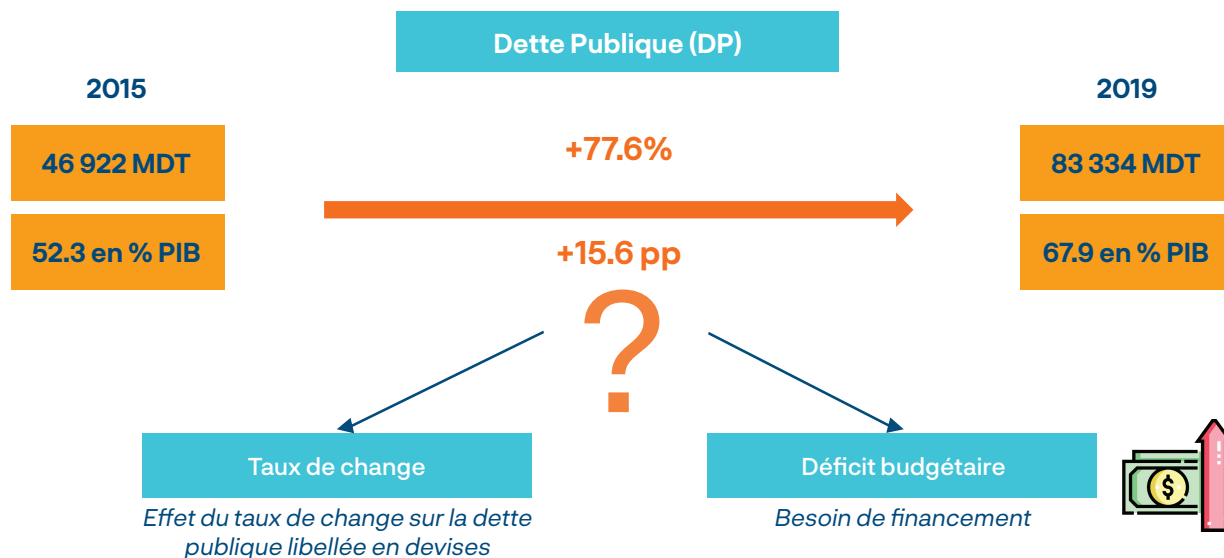 Dette Publique (DP)
2015
2019
46 922 MDT
+77.6%
83 334 MDT
52.3 en % PIB
+15.6 pp
67.9 en % PIB
?
Taux de change
Déficit budgétaire
$
Effet du taux de change sur la dette
publique libellée en devises
Besoin de financement